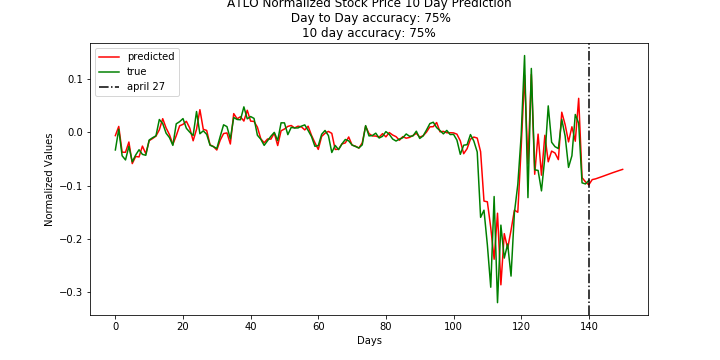 ATLO Normalized Stock Price 10 Day Prediction
Day to Day accuracy: 75%
10 day accuracy: 75%
predicted
true
april 27
Normalized Values
0.1
0.0
−0.1
−0.2
−0.3
0 20 40 60 80 100 120 140
Days